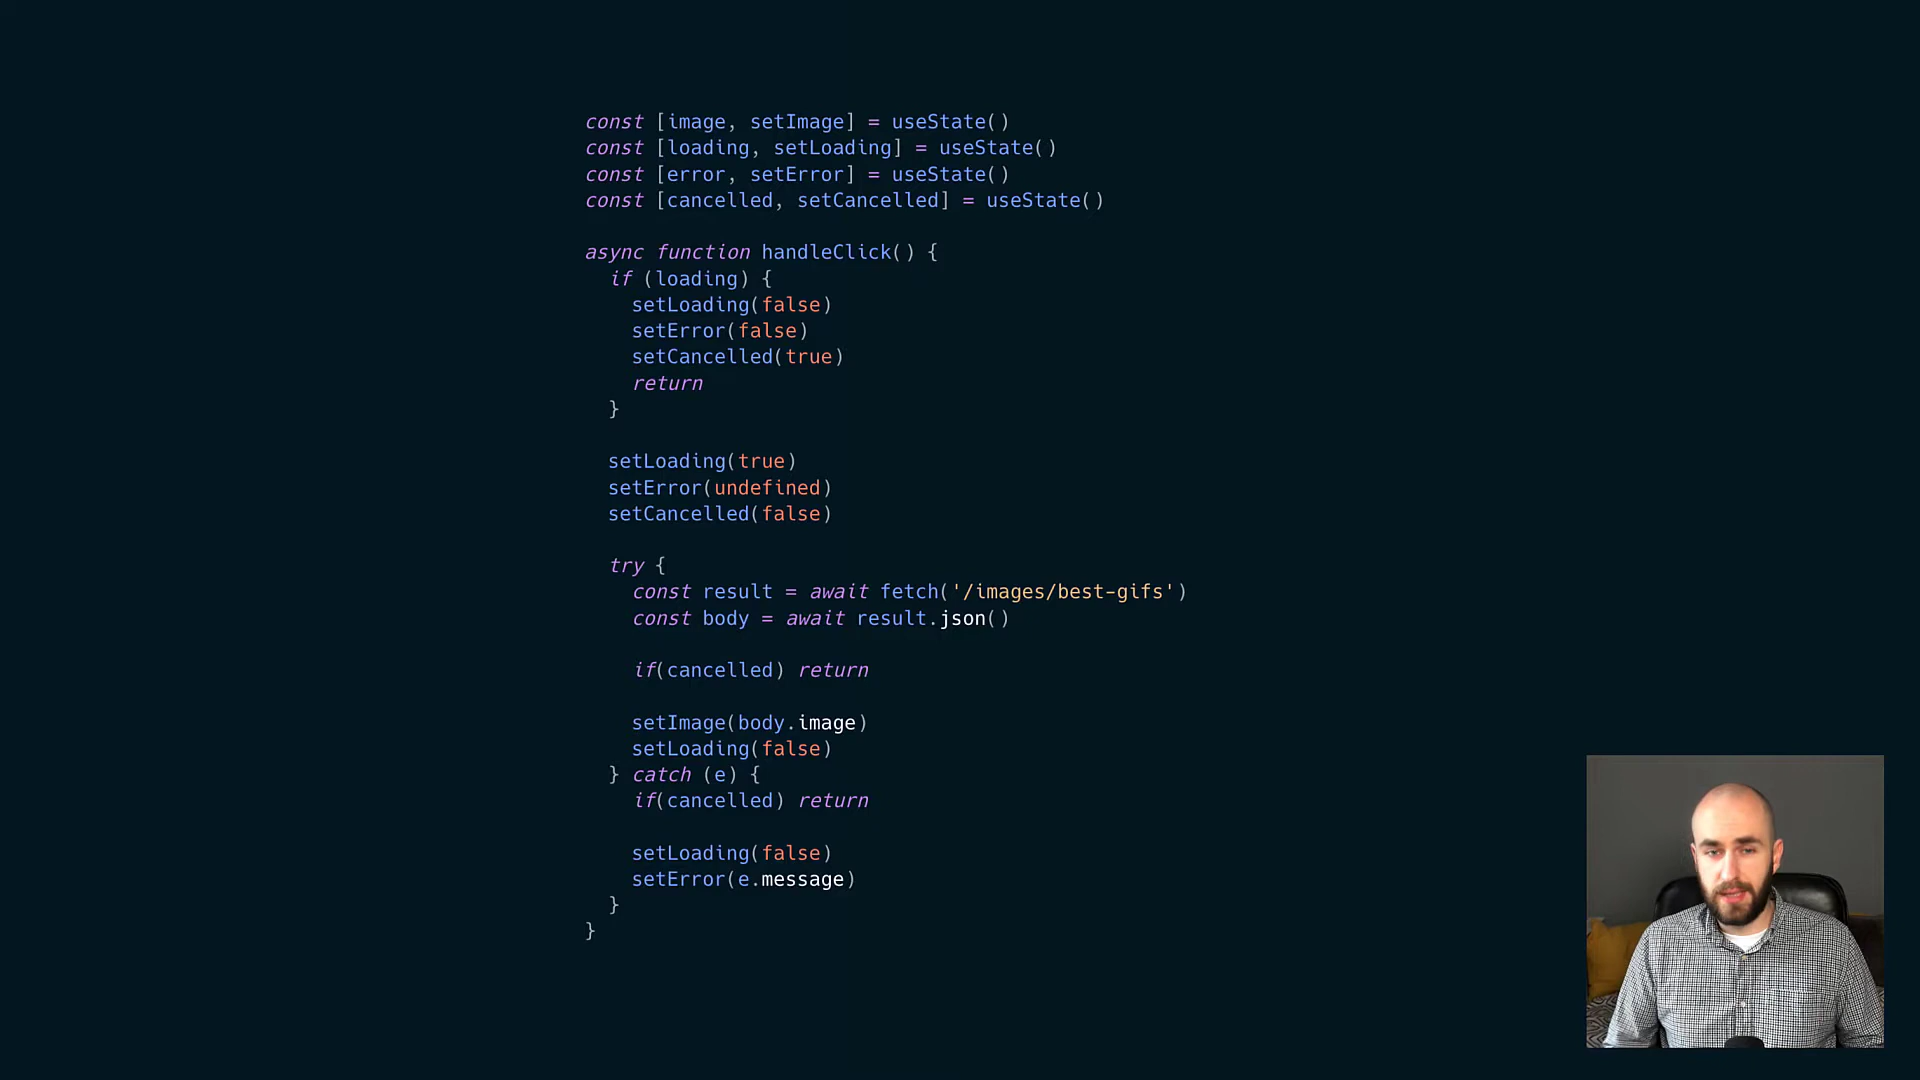 const [image, setImage] = useState()
const [loading, setLoading] = useState()
const [error, setError] = useState()
const [cancelled, setCancelled] = useState()
async function handleClick() {
if (loading) {
setLoading(false)
setError(false)
setCancelled(true)
return
}
setLoading(true)
setError(undefined)
setCancelled(false)
try {
const result = await fetch('/images/best-gifs')
const body = await result.json()
if(cancelled) return
setImage(body.image)
setLoading(false)
} catch (e) {
if(cancelled) return
setLoading(false)
setError(e.message)
}
}